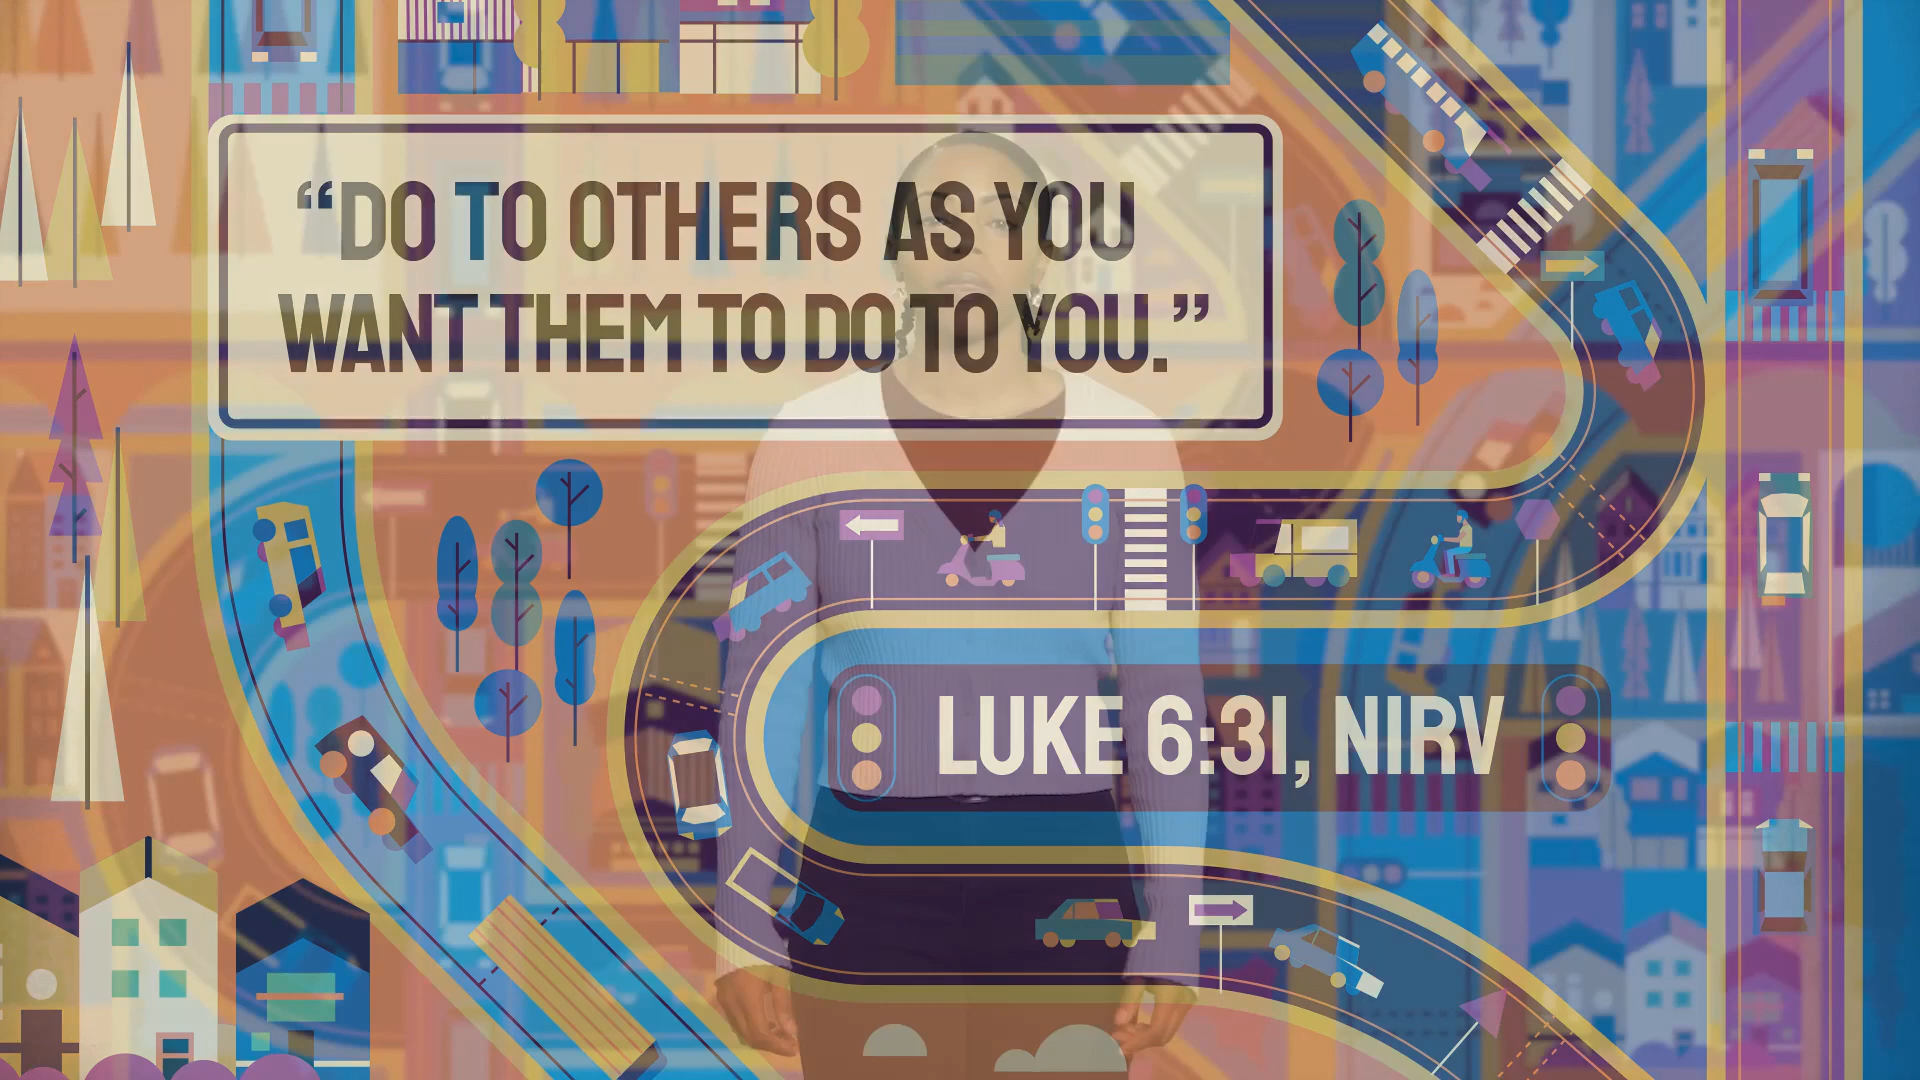 “DO TO OTHERS AS YOU
WANT THEM TO DO TO YOU.”
LUKE 6:31, NIRV